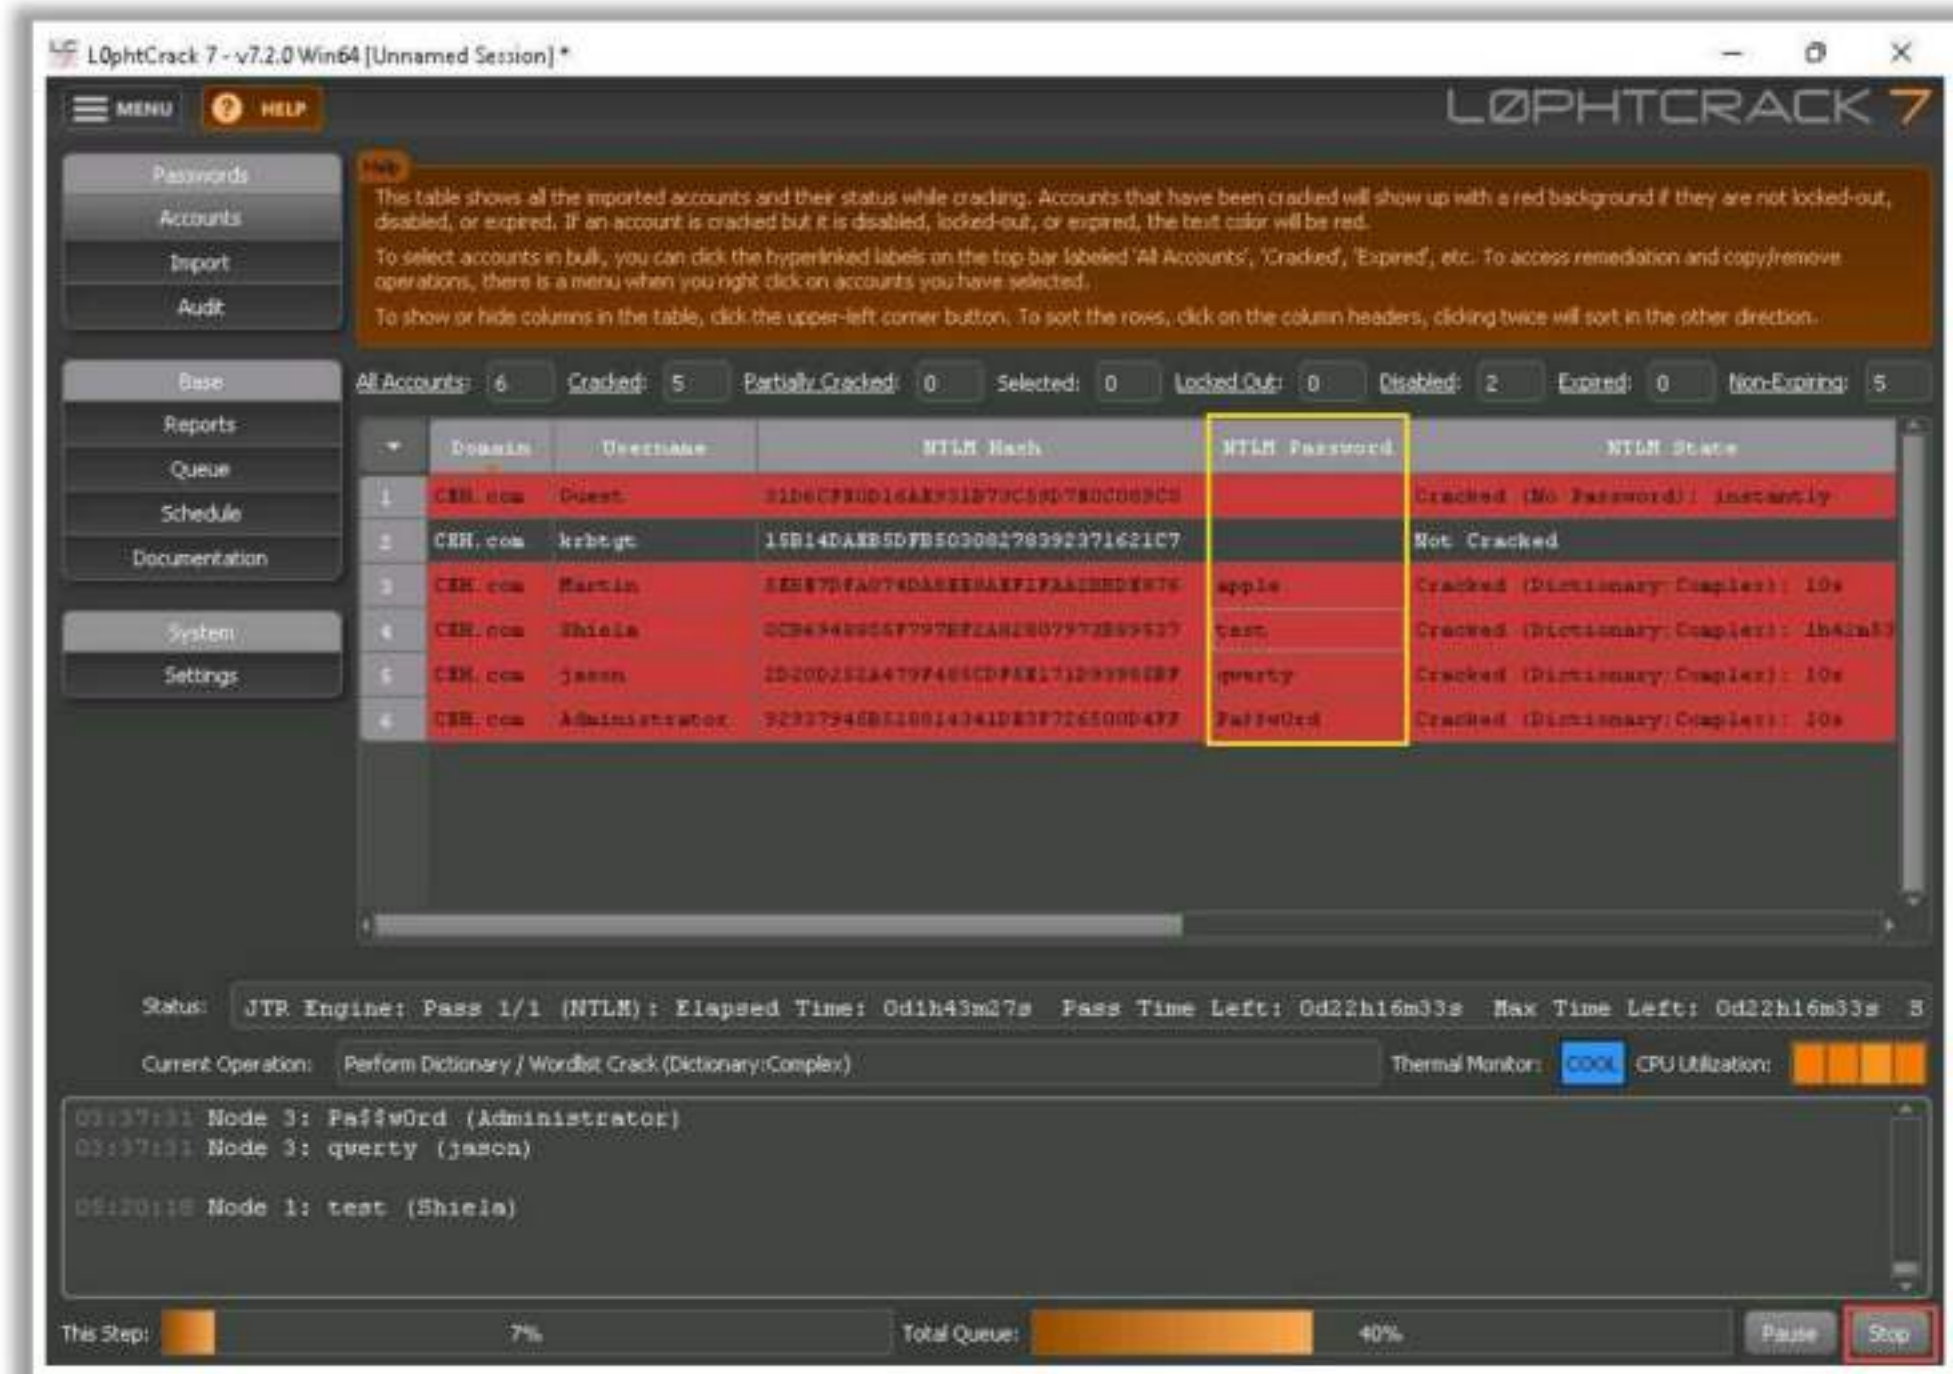 L0phtCrack 7 - v7.2.0 Win64 [Unnamed Session] *
MENU
HELP
LØPHTCRACK 7
Passwords
Accounts
Import
Audit
Base
Reports
Queue
Schedule
Documentation
System
Settings
Help
This table shows all the imported accounts and their status while cracking. Accounts that have been cracked will show up with a red background if they are not locked-out,
disabled, or expired. If an account is cracked but it is disabled, locked-out, or expired, the text color will be red.
To select accounts in bulk, you can click the hyperlinked labels on the top bar labeled 'All Accounts', 'Cracked', 'Expired', etc. To access remediation and copy/remove
operations, there is a menu when you right click on accounts you have selected.
To show or hide columns in the table, click the upper-left corner button. To sort the rows, click on the column headers, clicking twice will sort in the other direction.
All Accounts: 6 Cracked: 5 Partially Cracked: 0 Selected: 0 Locked Out: 0 Disabled: 2 Expired: 0 Non-Expiring: 5
Domain Username NTLM Hash NTLM Password NTLM State
1 CEH.com Guest Cracked (No Password): instantly
2 CEH.com krbtgt Not Cracked
3 CEH.com Martin apple Cracked (Dictionary:Complex): 10s
4 CEH.com Shiela test Cracked (Dictionary:Complex): 1h42m53
5 CEH.com jason qwerty Cracked (Dictionary:Complex): 10s
6 CEH.com Administrator Pa$$w0rd Cracked (Dictionary:Complex): 10s
Status: JTR Engine: Pass 1/1 (NTLM): Elapsed Time: 0d1h43m27s Pass Time Left: 0d22h16m33s Max Time Left: 0d22h16m33s
Current Operation: Perform Dictionary / Wordlist Crack (Dictionary:Complex) Thermal Monitor: COOL CPU Utilization:
03:37:31 Node 3: Pa$$w0rd (Administrator)
03:37:31 Node 3: qwerty (jason)
05:20:18 Node 1: test (Shiela)
This Step: 7% Total Queue: 40% Pause Stop